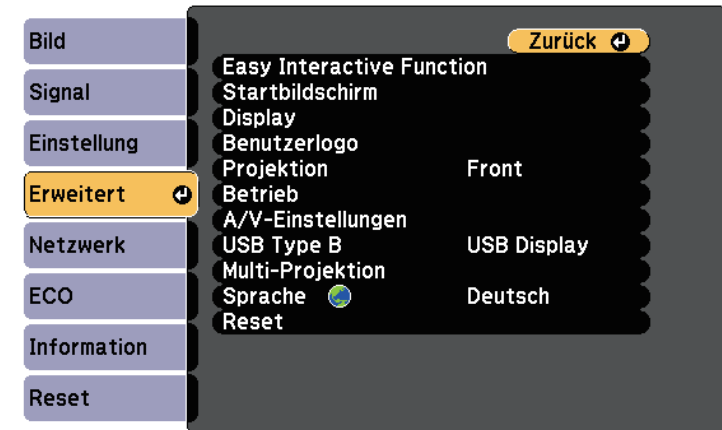 Bild
Signal
Einstellung
Erweitert
Netzwerk
ECO
Information
Reset
Zurück
Easy Interactive Function
Startbildschirm
Display
Benutzerlogo
Projektion Front
Betrieb
A/V-Einstellungen
USB Type B USB Display
Multi-Projektion
Sprache Deutsch
Reset